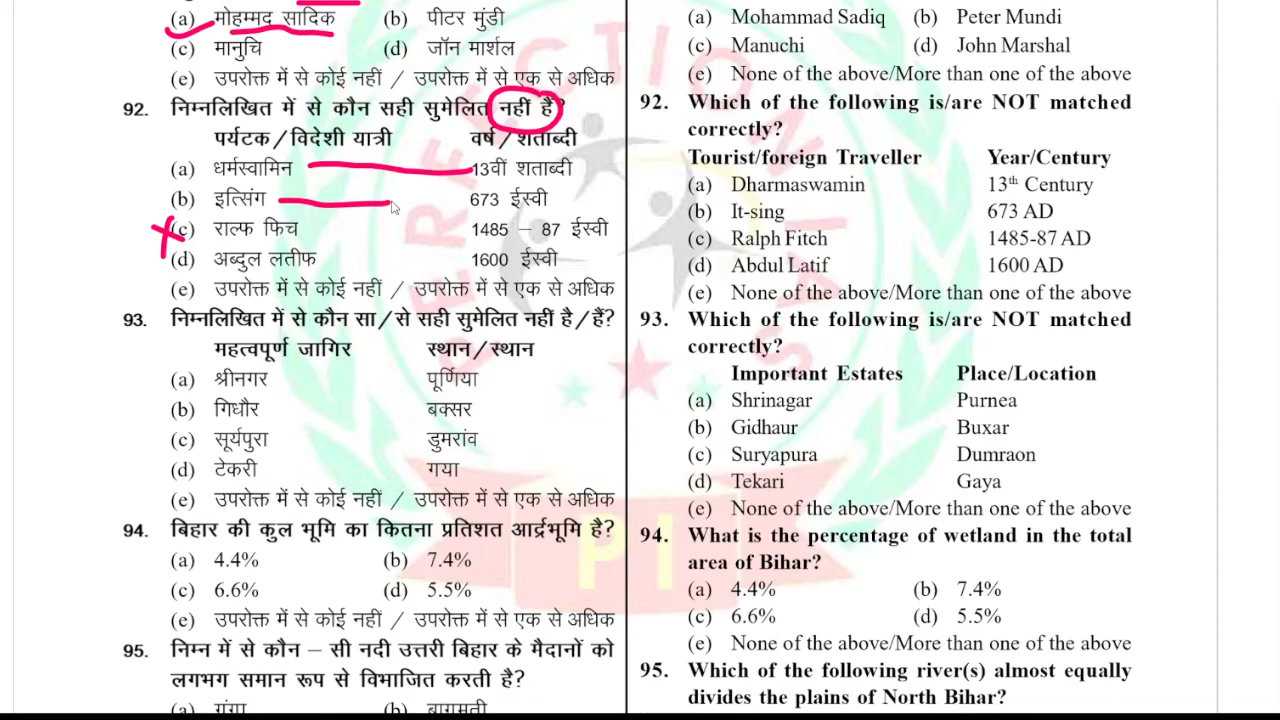 (a) मोहम्मद सादिक (b) पीटर मुंडी
(c) मानुचि (d) जॉन मार्शल
(e) उपरोक्त में से कोई नहीं / उपरोक्त में से एक से अधिक
92. निम्नलिखित में से कौन सही सुमेलित नहीं है?
पर्यटक/विदेशी यात्री वर्ष/शताब्दी
(a) धर्मस्वामिन 13वीं शताब्दी
(b) इत्सिंग 673 ईस्वी
(c) राल्फ फिच 1485 – 87 ईस्वी
(d) अब्दुल लतीफ 1600 ईस्वी
(e) उपरोक्त में से कोई नहीं / उपरोक्त में से एक से अधिक
93. निम्नलिखित में से कौन सा/से सही सुमेलित नहीं है/हैं?
महत्वपूर्ण जागिर स्थान/स्थान
(a) श्रीनगर पूर्णिया
(b) गिधौर बक्सर
(c) सूर्यपुरा डुमरांव
(d) टेकरी गया
(e) उपरोक्त में से कोई नहीं / उपरोक्त में से एक से अधिक
94. बिहार की कुल भूमि का कितना प्रतिशत आर्द्रभूमि है?
(a) 4.4% (b) 7.4%
(c) 6.6% (d) 5.5%
(e) उपरोक्त में से कोई नहीं / उपरोक्त में से एक से अधिक
95. निम्न में से कौन – सी नदी उत्तरी बिहार के मैदानों को
लगभग समान रूप से विभाजित करती है?
(a) गंगा (b) बागमती
(a) Mohammad Sadiq (b) Peter Mundi
(c) Manuchi (d) John Marshal
(e) None of the above/More than one of the above
92. Which of the following is/are NOT matched
correctly?
Tourist/foreign Traveller Year/Century
(a) Dharmaswamin 13th Century
(b) It-sing 673 AD
(c) Ralph Fitch 1485-87 AD
(d) Abdul Latif 1600 AD
(e) None of the above/More than one of the above
93. Which of the following is/are NOT matched
correctly?
Important Estates Place/Location
(a) Shrinagar Purnea
(b) Gidhaur Buxar
(c) Suryapura Dumraon
(d) Tekari Gaya
(e) None of the above/More than one of the above
94. What is the percentage of wetland in the total
area of Bihar?
(a) 4.4% (b) 7.4%
(c) 6.6% (d) 5.5%
(e) None of the above/More than one of the above
95. Which of the following river(s) almost equally
divides the plains of North Bihar?
PI